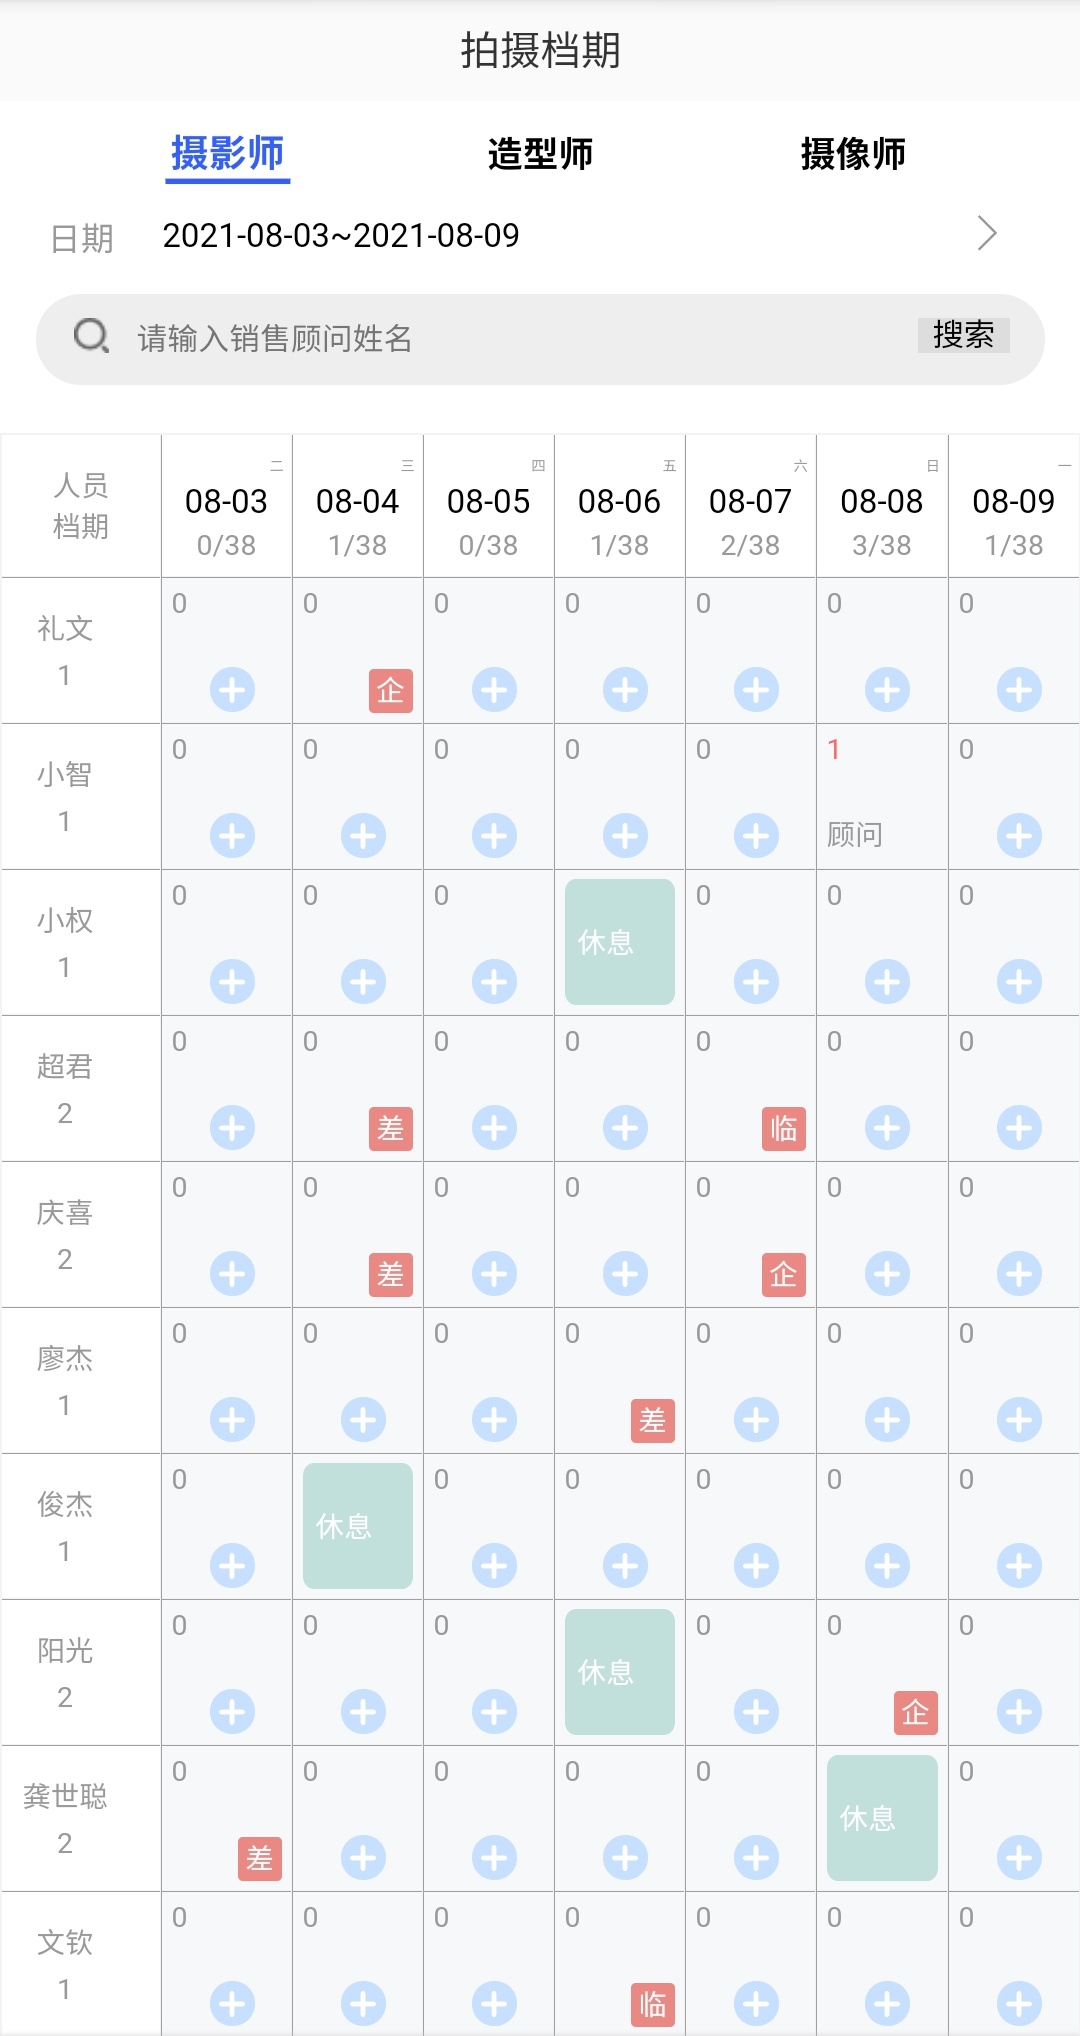 拍摄档期
摄影师 造型师 摄像师
日期 2021-08-03~2021-08-09
请输入销售顾问姓名 搜索
人员
档期
二 三 四 五 六 日 一
08-03 08-04 08-05 08-06 08-07 08-08 08-09
0/38 1/38 0/38 1/38 2/38 3/38 1/38
0 0 0 0 0 0 0
礼文
1 企
0 0 0 0 0 1 0
小智
1 顾问
0 0 0 0 0 0
小权 休息
1
0 0 0 0 0 0 0
超君
2 差 临
0 0 0 0 0 0 0
庆喜
2 差 企
0 0 0 0 0 0 0
廖杰
1 差
0 0 0 0 0 0
俊杰 休息
1
0 0 0 0 0 0
阳光 休息
2 企
0 0 0 0 0 0
龚世聪 休息
2 差
0 0 0 0 0 0 0
文钦
1 临